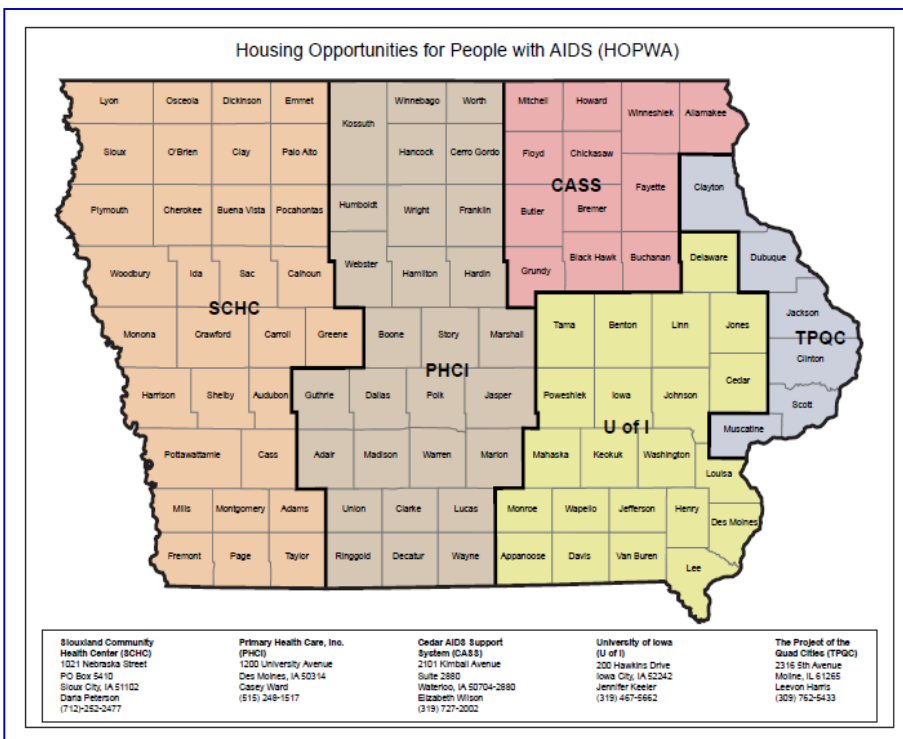 Housing Opportunities for People with AIDS (HOPWA)
Lyon Osceola Dickinson Emmet Kossuth Winnebago Worth Mitchell Howard Winneshiek Allamakee
Sioux O'Brien Clay Palo Alto Hancock Cerro Gordo Floyd Chickasaw
CASS
Fayette Clayton
Plymouth Cherokee Buena Vista Pocahontas Humboldt Wright Franklin Butler Bremer
Woodbury Ida Sac Calhoun Webster Hamilton Hardin Grundy Black Hawk Buchanan Delaware Dubuque
SCHC
Monona Crawford Carroll Greene Boone Story Marshall Tama Benton Linn Jones Jackson
TPQC
Clinton
PHCI
Harrison Shelby Audubon Guthrie Dallas Polk Jasper Poweshiek Iowa Johnson Cedar Scott
U of I
Muscatine
Pottawattamie Cass Adair Madison Warren Marion Mahaska Keokuk Washington Louisa
Mills Montgomery Adams Union Clarke Lucas Monroe Wapello Jefferson Henry Des Moines
Fremont Page Taylor Ringgold Decatur Wayne Appanoose Davis Van Buren Lee
Siouxland Community
Health Center (SCHC)
1021 Nebraska Street
PO Box 5410
Sioux City, IA 51102
Darla Peterson
(712)-252-2477
Primary Health Care, Inc.
(PHCI)
1200 University Avenue
Des Moines, IA 50314
Casey Ward
(515) 248-1517
Cedar AIDS Support
System (CASS)
2101 Kimball Avenue
Suite 2880
Waterloo, IA 50704-2880
Elizabeth Wilson
(319) 727-2002
University of Iowa
(U of I)
200 Hawkins Drive
Iowa City, IA 52242
Jennifer Keeler
(319) 467-5662
The Project of the
Quad Cities (TPQC)
2316 5th Avenue
Moline, IL 61265
Leevon Harris
(309) 762-5433